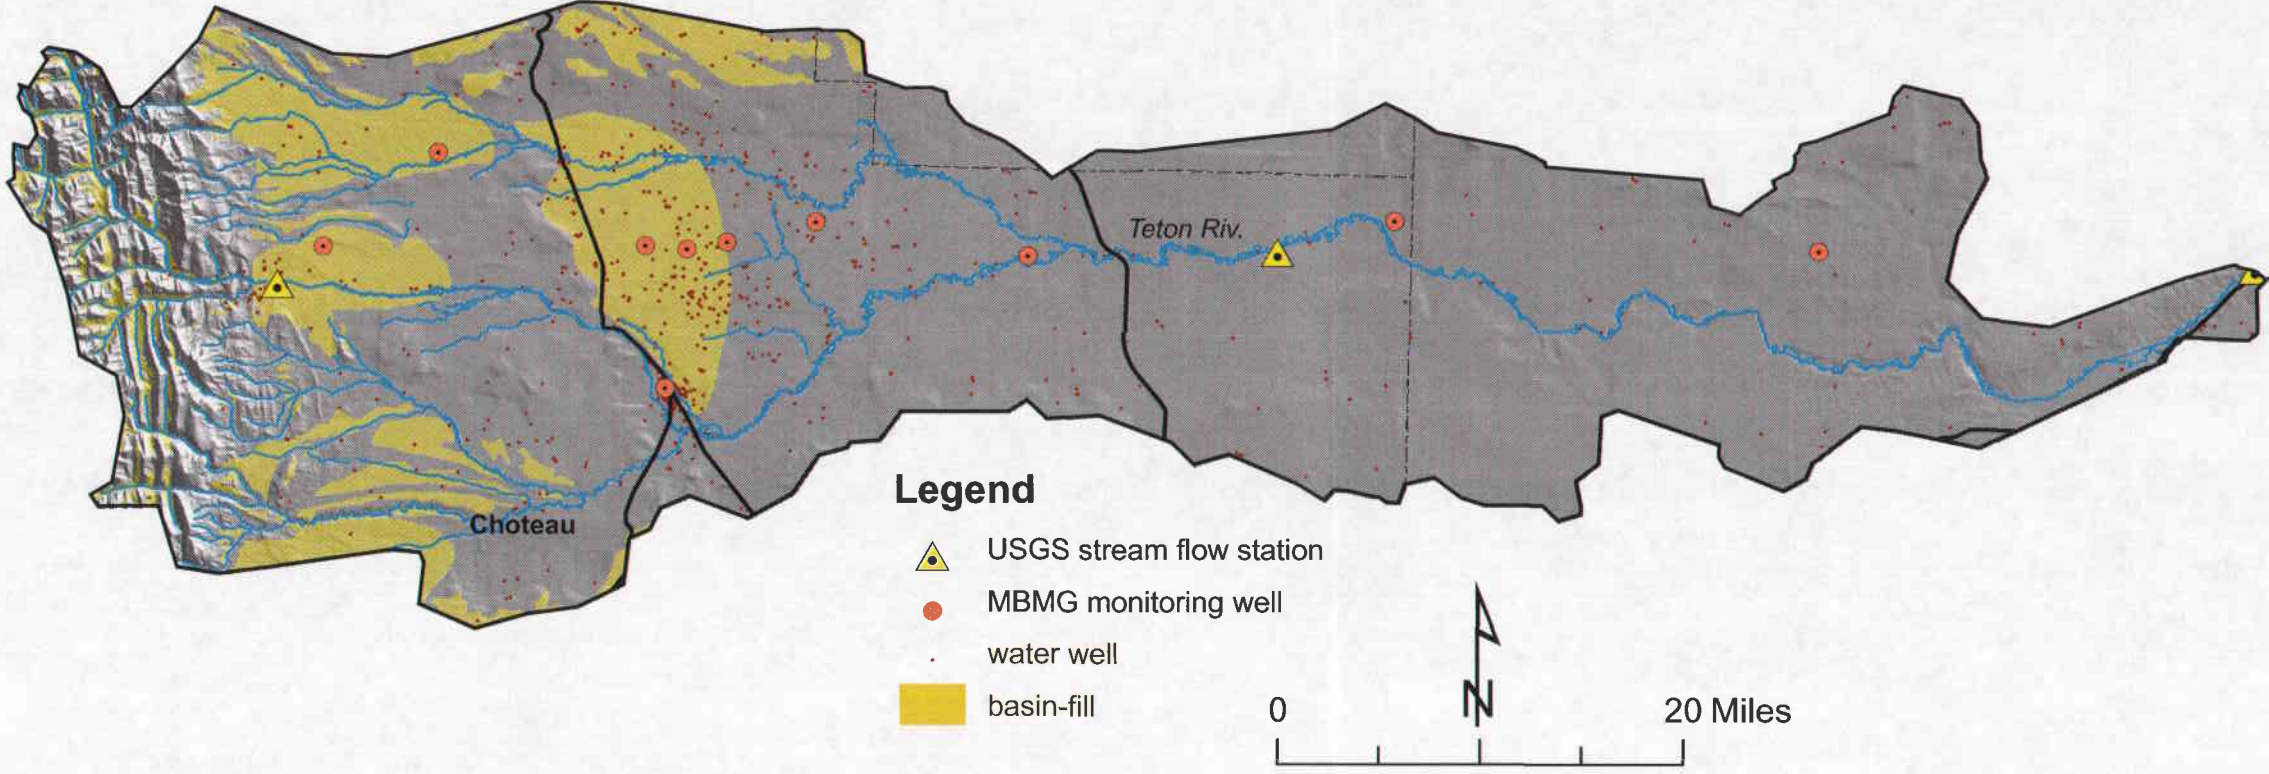 Teton Riv.
Choteau
Legend
USGS stream flow station
MBMG monitoring well
water well
basin-fill
N
0
20 Miles